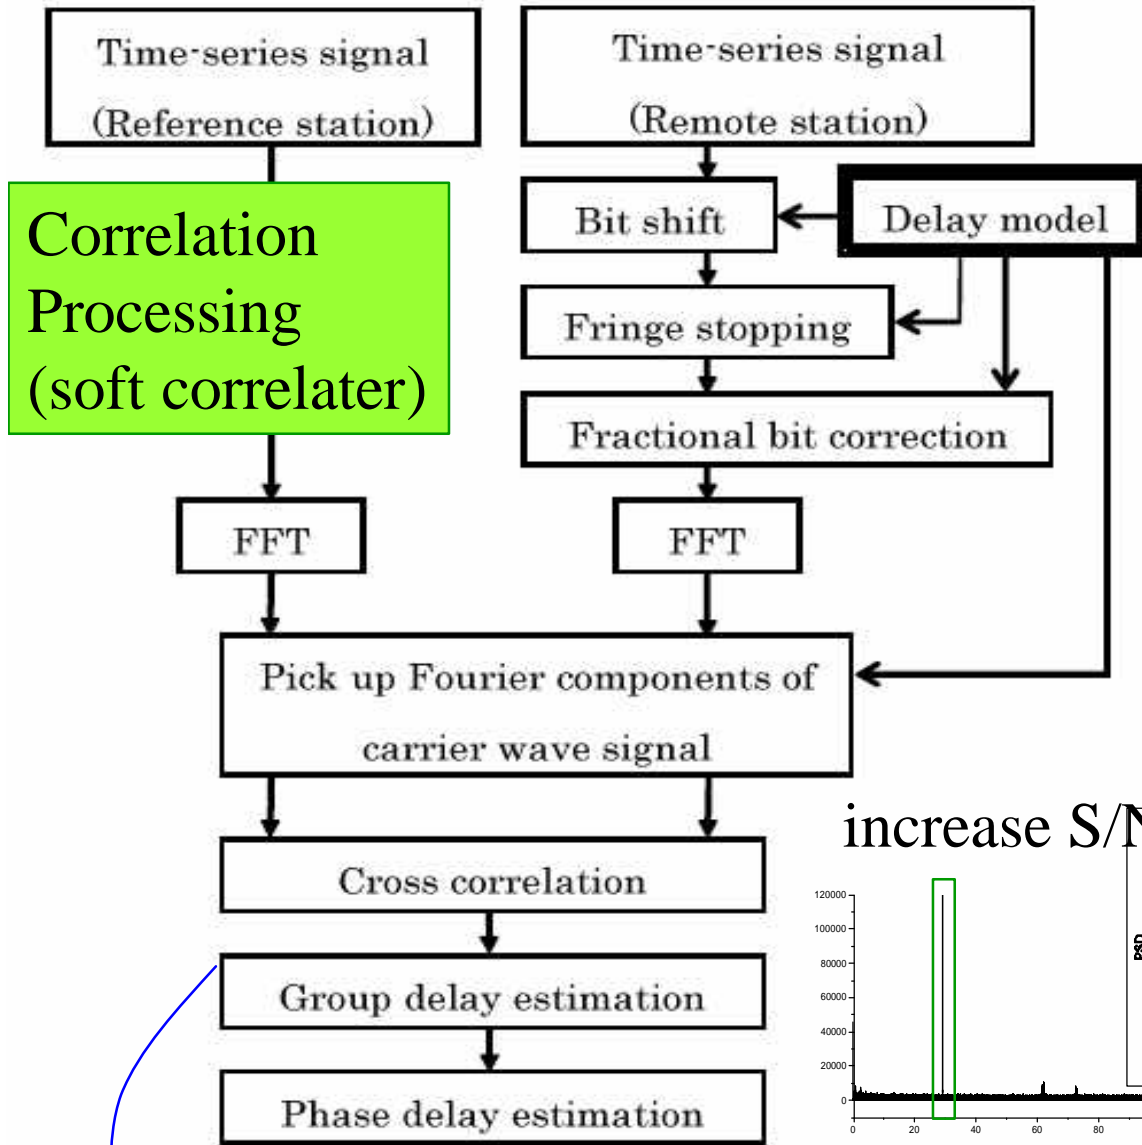 Time-series signal
(Reference station)
Time-series signal
(Remote station)
Correlation
Processing
(soft correlater)
Bit shift
Delay model
Fringe stopping
Fractional bit correction
FFT
FFT
Pick up Fourier components of
carrier wave signal
Cross correlation
Group delay estimation
Phase delay estimation
increase S/N
120000
100000
80000
60000
40000
20000
0
0
20
40
60
80
PSD